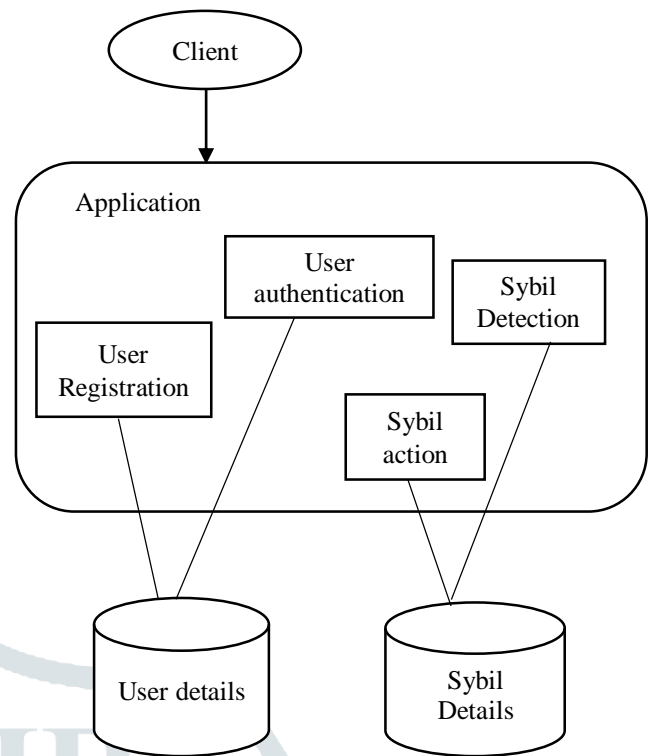 Client
Application
User
authentication
Sybil
Detection
User
Registration
Sybil
action
User details
Sybil
Details